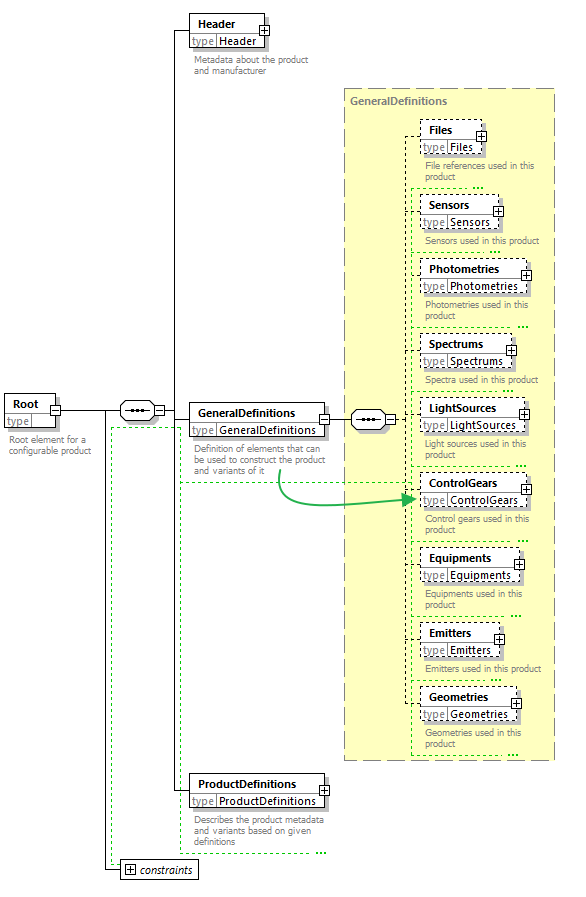 Header
type Header
Metadata about the product
and manufacturer
GeneralDefinitions
Files
type Files
File references used in this
product
Sensors
type Sensors
Sensors used in this product
Photometries
type Photometries
Photometries used in this
product
Spectrums
type Spectrums
Spectra used in this product
Root
type
Root element for a
configurable product
GeneralDefinitions
type GeneralDefinitions
Definition of elements that can
be used to construct the product
and variants of it
LightSources
type LightSources
Light sources used in this
product
ControlGears
type ControlGears
Control gears used in this
product
Equipments
type Equipments
Equipments used in this
product
Emitters
type Emitters
Emitters used in this product
Geometries
type Geometries
Geometries used in this
product
ProductDefinitions
type ProductDefinitions
Describes the product metadata
and variants based on given
definitions
constraints